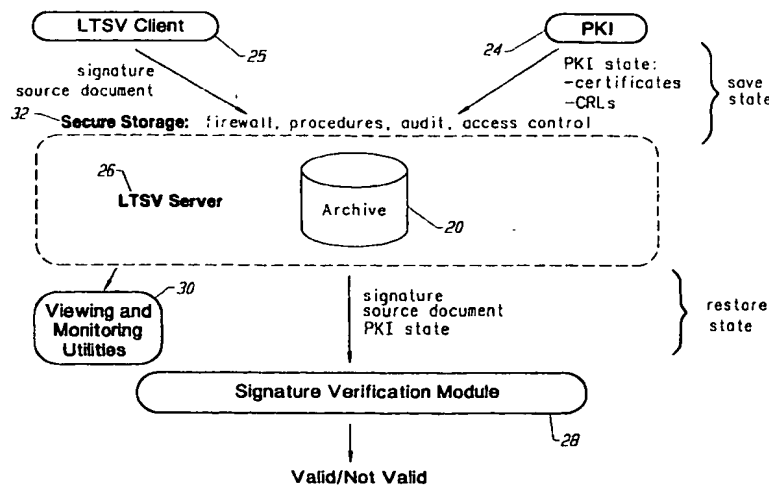 LTSV Client
25
24
PKI
signature
source document
PKI state:
-certificates
-CRLs
save
state
32
Secure Storage: firewall, procedures, audit, access control
26
LTSV Server
Archive
20
30
Viewing and
Monitoring
Utilities
signature
source document
PKI state
restore
state
Signature Verification Module
28
Valid/Not Valid